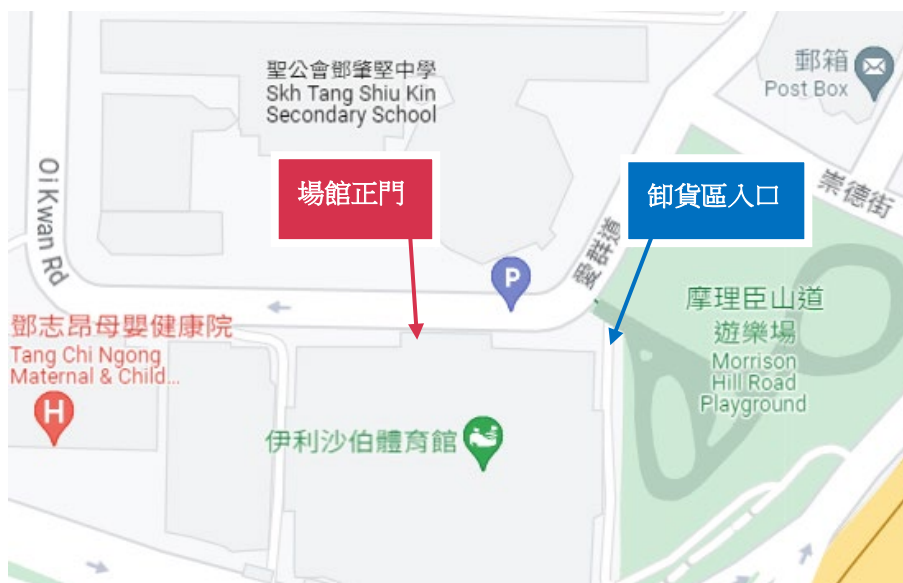 聖公會鄧肇堅中學
Skh Tang Shiu Kin
Secondary School
郵箱
Post Box
場館正門
卸貨區入口
崇德街
Oi Kwan Rd
愛群道
P
摩理臣山道
遊樂場
Morrison
Hill Road
Playground
鄧志昂母嬰健康院
Tang Chi Ngong
Maternal & Child...
H
伊利沙伯體育館